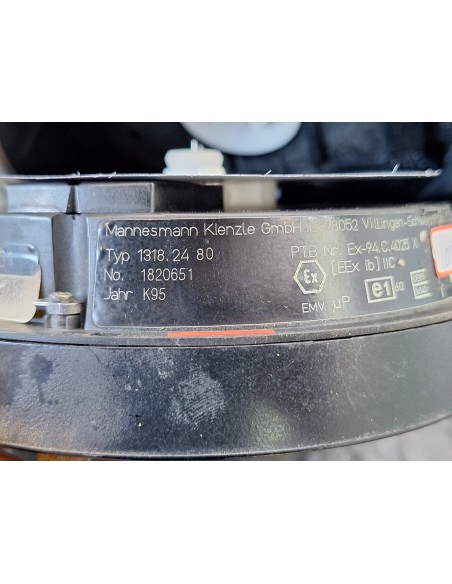 Mannesmann Kienzle GmbH D-78052 Villingen-Schw
Typ 1318.24 80 PTB Nr. Ex-94.C.4025 X
No. 1820651 Ex [EEx ib] IIC
Jahr K95 EMV µP e1